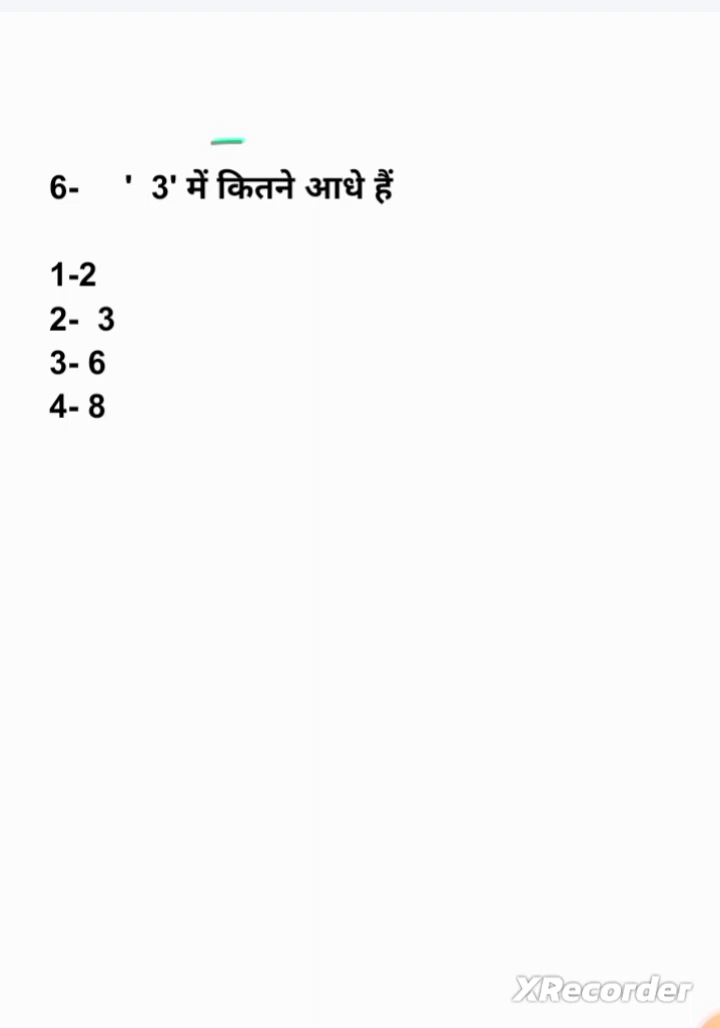 6- ' 3' में कितने आधे हैं
1-2
2- 3
3- 6
4- 8
XRecorder